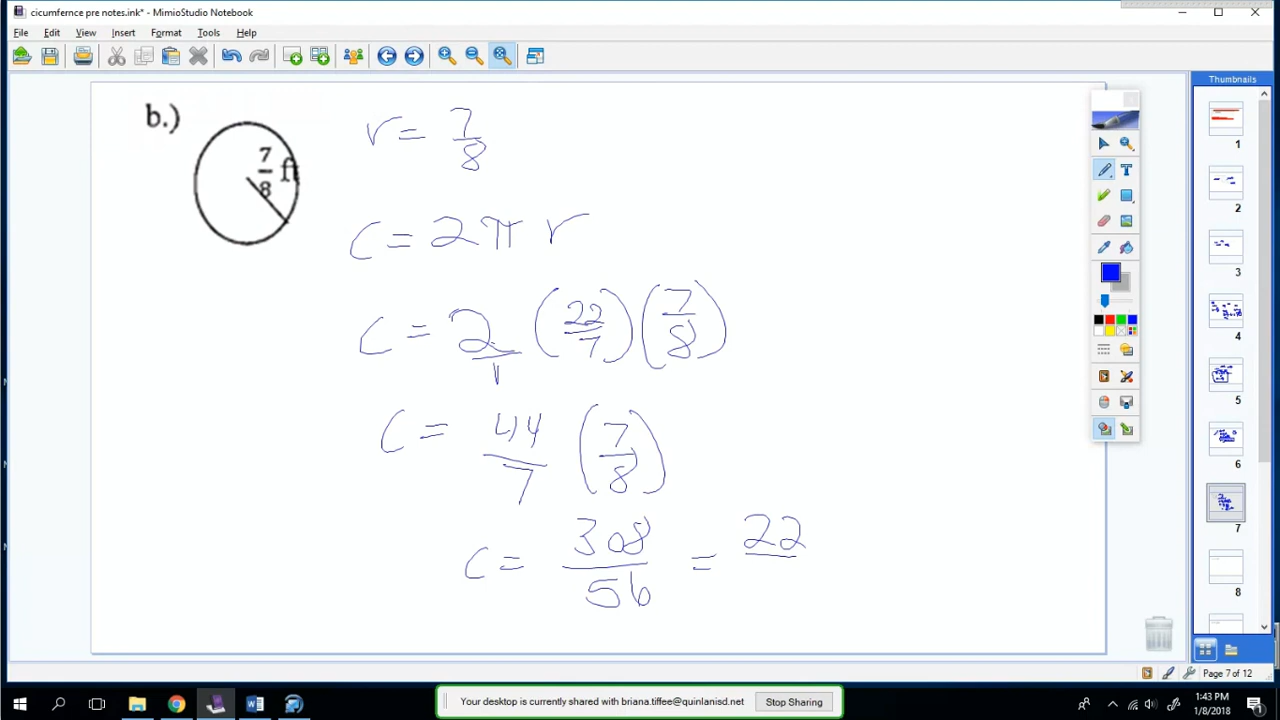 cicumfernce pre notes.ink* - MimioStudio Notebook
File Edit View Insert Format Tools Help
Thumbnails
b.)
7/8 ft
r = 7/8
C = 2 π r
C = 2/1 (22/7) (7/8)
C = 44/7 (7/8)
C = 308/56 = 22
T
1
2
3
4
5
6
7
8
Page 7 of 12
Your desktop is currently shared with briana.tiffee@quinlanisd.net
Stop Sharing
1:43 PM
1/8/2018